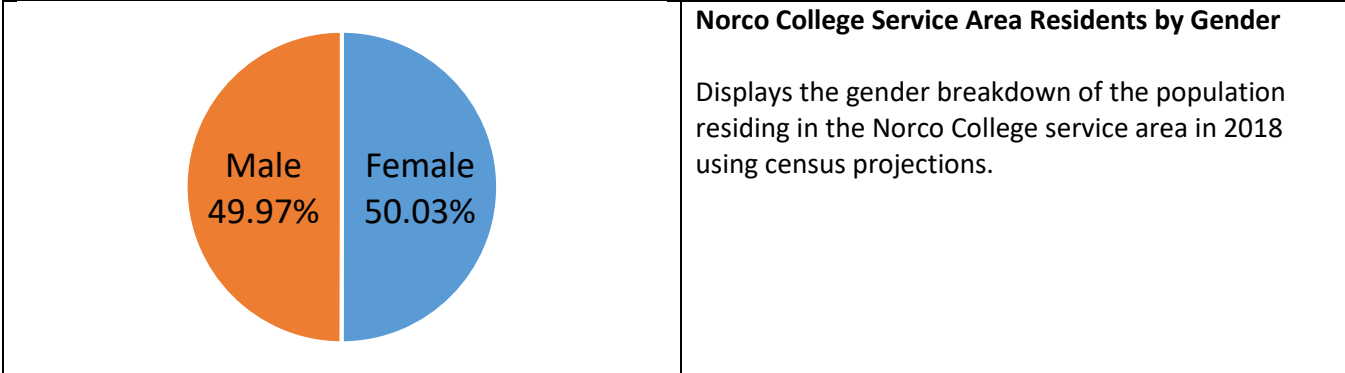 Male
49.97%
Female
50.03%
Norco College Service Area Residents by Gender
Displays the gender breakdown of the population
residing in the Norco College service area in 2018
using census projections.